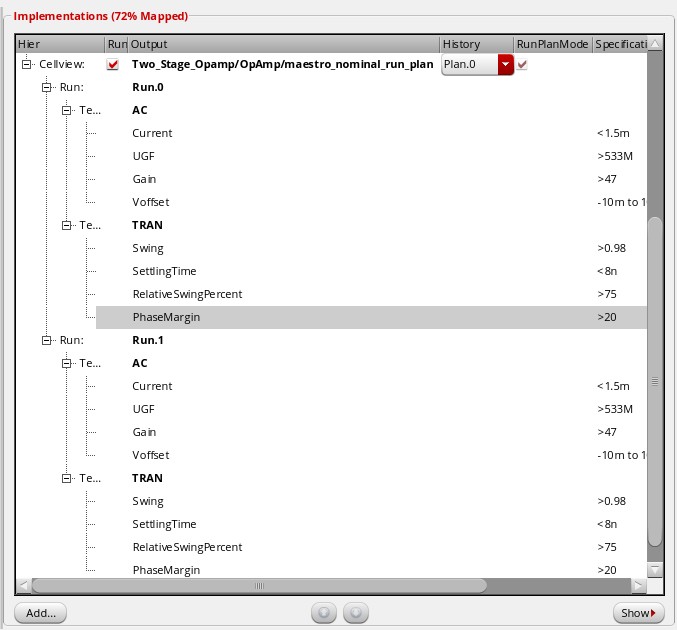 Implementations (72% Mapped)
Hier Run Output History RunPlanMode Specificati
Cellview: Two_Stage_Opamp/OpAmp/maestro_nominal_run_plan Plan.0
Run: Run.0
Te... AC
Current <1.5m
UGF >533M
Gain >47
Voffset -10m to 1
Te... TRAN
Swing >0.98
SettlingTime <8n
RelativeSwingPercent >75
PhaseMargin >20
Run: Run.1
Te... AC
Current <1.5m
UGF >533M
Gain >47
Voffset -10m to 1
Te... TRAN
Swing >0.98
SettlingTime <8n
RelativeSwingPercent >75
PhaseMargin >20
Add... Show